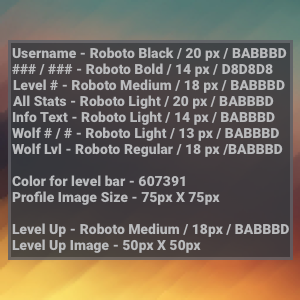 Username - Roboto Black / 20 px / BABBBD
### / ### - Roboto Bold / 14 px / D8D8D8
Level # - Roboto Medium / 18 px / BABBBD
All Stats - Roboto Light / 20 px / BABBBD
Info Text - Roboto Light / 14 px / BABBBD
Wolf # / # - Roboto Light / 13 px / BABBBD
Wolf Lvl - Roboto Regular / 18 px /BABBBD
Color for level bar - 607391
Profile Image Size - 75px X 75px
Level Up - Roboto Medium / 18px / BABBBD
Level Up Image - 50px X 50px